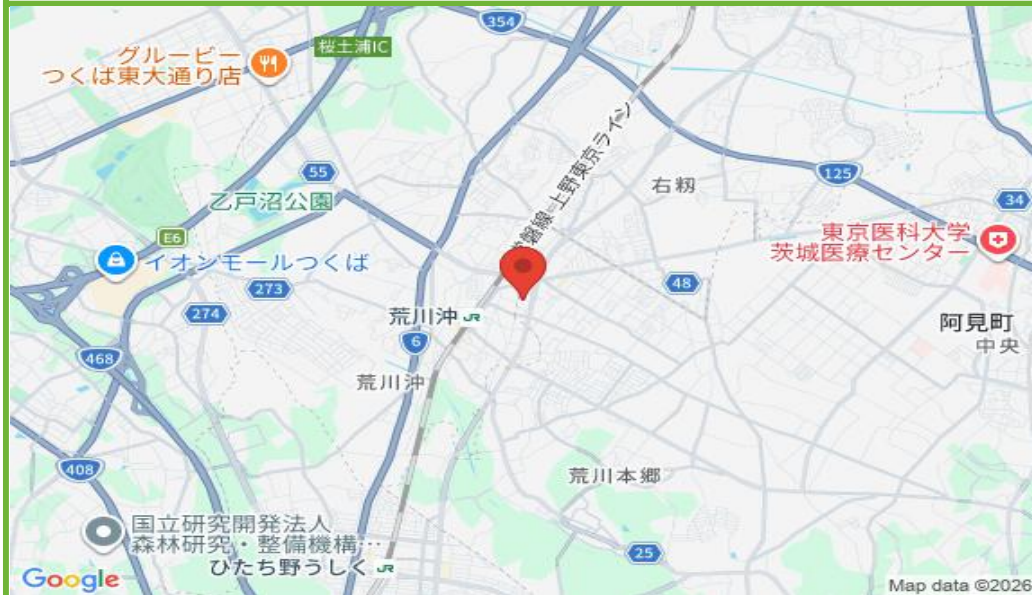 354
グルービー
つくば東大通り店
桜土浦IC
常磐線=上野東京ライン
125
55
右籾
34
乙戸沼公園
東京医科大学
茨城医療センター
E6
イオンモールつくば
273
48
274
荒川沖 JR
阿見町
中央
6
468
荒川沖
408
荒川本郷
国立研究開発法人
森林研究・整備機構…
25
ひたち野うしく JR
Google
Map data ©2026